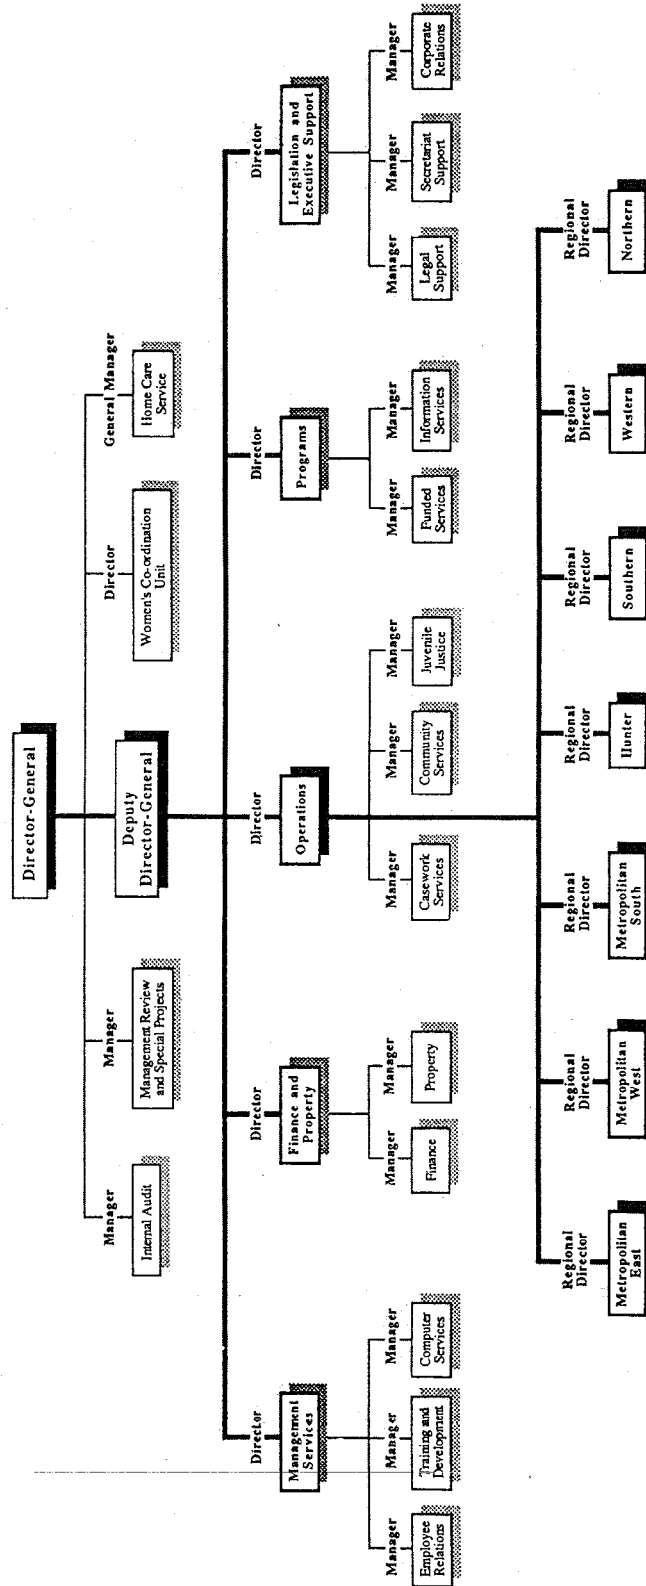 Director-General
Manager
Internal Audit
Manager
Management Review
and Special Projects
Deputy
Director-General
Director
Women's Co-ordination
Unit
General Manager
Home Care
Service
Director
Management
Services
Director
Finance and
Property
Director
Operations
Director
Programs
Director
Legislation and
Executive Support
Manager
Employee
Relations
Manager
Training and
Development
Manager
Computer
Services
Manager
Finance
Manager
Property
Manager
Casework
Services
Manager
Community
Services
Manager
Juvenile
Justice
Manager
Funded
Services
Manager
Information
Services
Manager
Legal
Support
Manager
Secretariat
Support
Manager
Corporate
Relations
Regional
Director
Metropolitan
East
Regional
Director
Metropolitan
West
Regional
Director
Metropolitan
South
Regional
Director
Hunter
Regional
Director
Southern
Regional
Director
Western
Regional
Director
Northern